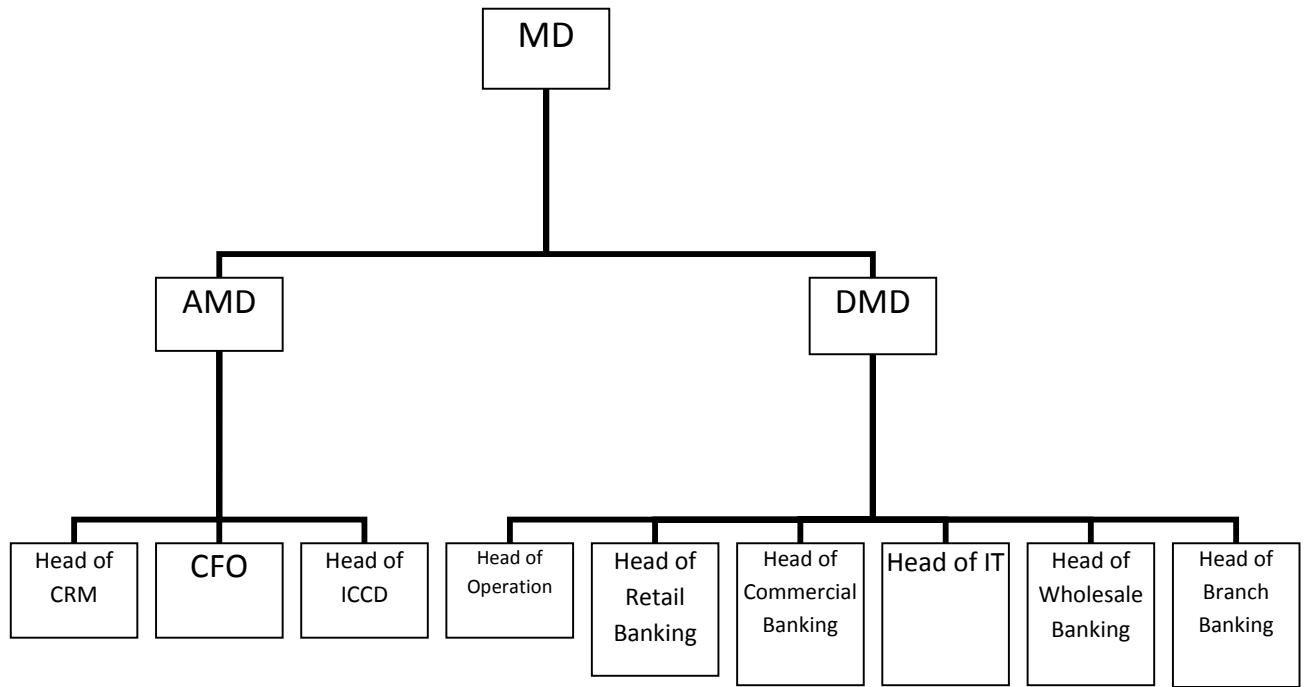 MD
AMD
DMD
Head of
CRM
CFO
Head of
ICCD
Head of
Operation
Head of
Retail
Banking
Head of
Commercial
Banking
Head of IT
Head of
Wholesale
Banking
Head of
Branch
Banking